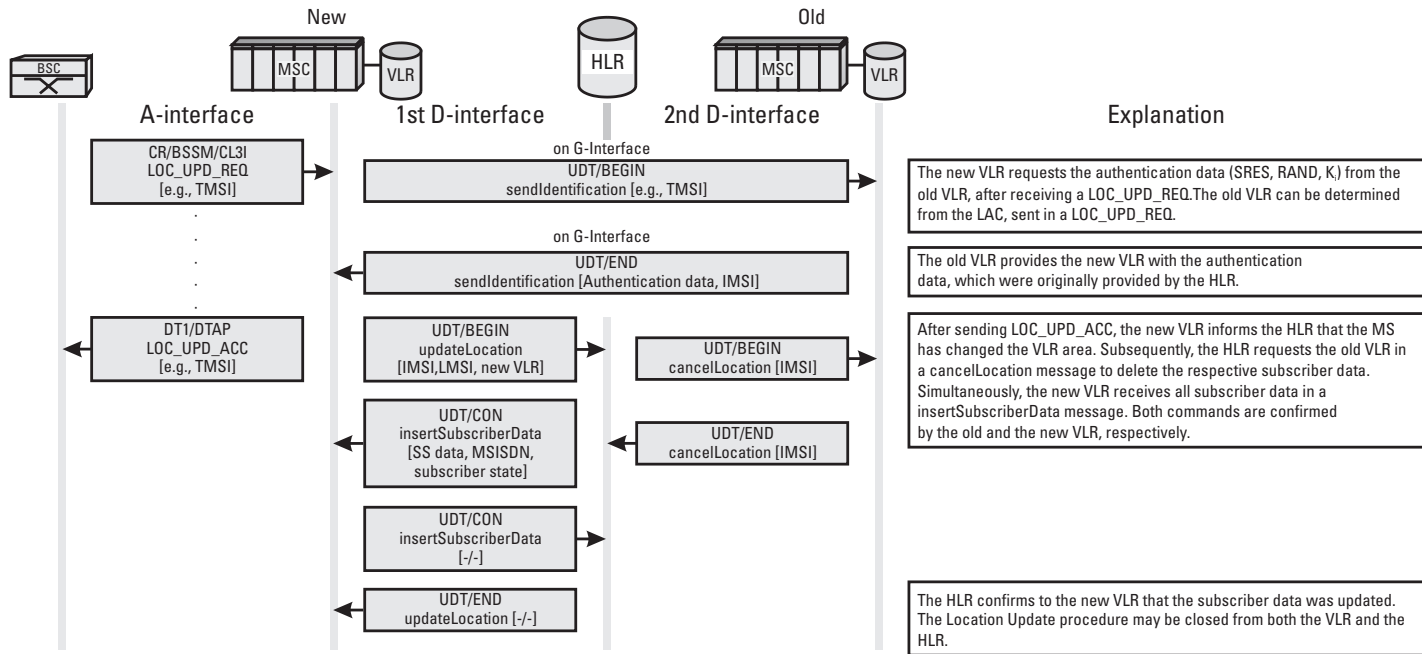 New
Old
BSC
MSC
VLR
HLR
MSC
VLR
A-interface
1st D-interface
2nd D-interface
Explanation
CR/BSSM/CL3I
LOC_UPD_REQ
[e.g., TMSI]
on G-Interface
UDT/BEGIN
sendIdentification [e.g., TMSI]
The new VLR requests the authentication data (SRES, RAND, Ki) from the
old VLR, after receiving a LOC_UPD_REQ.The old VLR can be determined
from the LAC, sent in a LOC_UPD_REQ.
on G-Interface
UDT/END
sendIdentification [Authentication data, IMSI]
The old VLR provides the new VLR with the authentication
data, which were originally provided by the HLR.
DT1/DTAP
LOC_UPD_ACC
[e.g., TMSI]
UDT/BEGIN
updateLocation
[IMSI,LMSI, new VLR]
UDT/BEGIN
cancelLocation [IMSI]
After sending LOC_UPD_ACC, the new VLR informs the HLR that the MS
has changed the VLR area. Subsequently, the HLR requests the old VLR in
a cancelLocation message to delete the respective subscriber data.
Simultaneously, the new VLR receives all subscriber data in a
insertSubscriberData message. Both commands are confirmed
by the old and the new VLR, respectively.
UDT/CON
insertSubscriberData
[SS data, MSISDN,
subscriber state]
UDT/END
cancelLocation [IMSI]
UDT/CON
insertSubscriberData
[-/-]
UDT/END
updateLocation [-/-]
The HLR confirms to the new VLR that the subscriber data was updated.
The Location Update procedure may be closed from both the VLR and the
HLR.